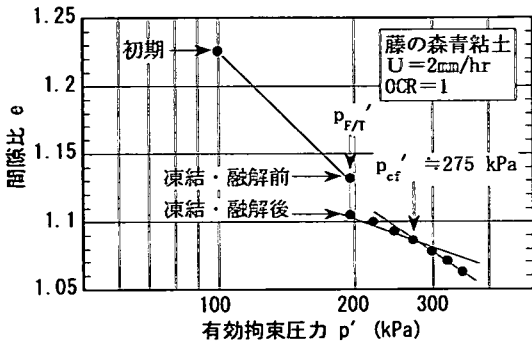 1.25
1.2
1.15
1.1
1.05
間隙比 e
初期
藤の森青粘土
U=2mm/hr
OCR=1
p_F/T′
p_cf′ ≒275 kPa
凍結・融解前
凍結・融解後
100
200
300
有効拘束圧力 p′ (kPa)